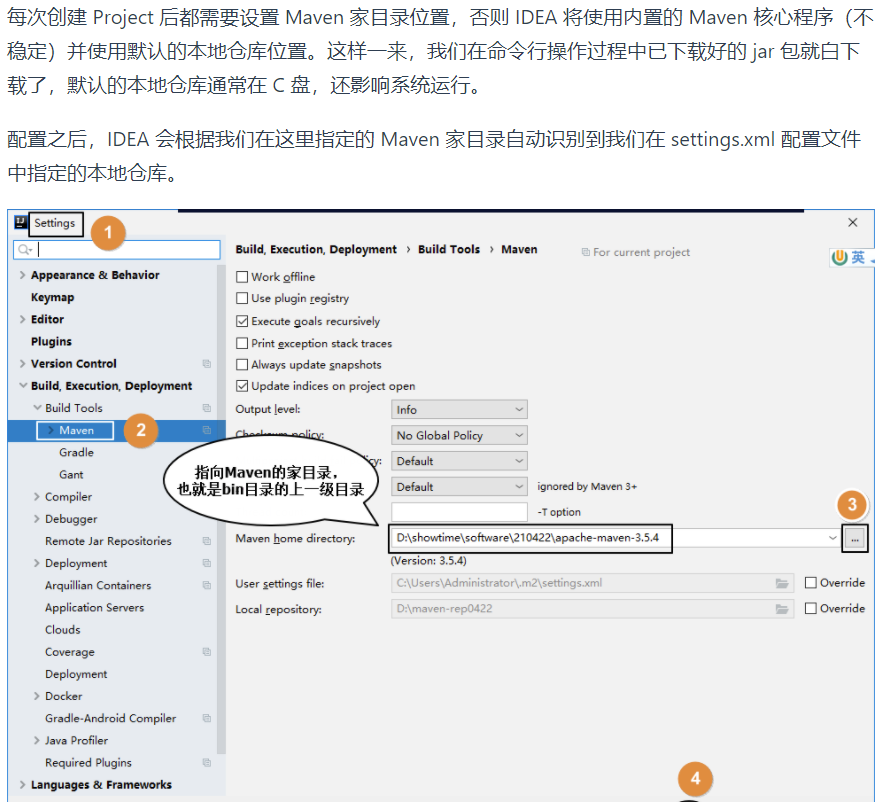 每次创建 Project 后都需要设置 Maven 家目录位置，否则 IDEA 将使用内置的 Maven 核心程序（不
稳定）并使用默认的本地仓库位置。这样一来，我们在命令行操作过程中已下载好的 jar 包就白下
载了，默认的本地仓库通常在 C 盘，还影响系统运行。
配置之后，IDEA 会根据我们在这里指定的 Maven 家目录自动识别到我们在 settings.xml 配置文件
中指定的本地仓库。
Settings
1
Build, Execution, Deployment › Build Tools › Maven
For current project
英
Appearance & Behavior
Keymap
Editor
Plugins
Version Control
Build, Execution, Deployment
Build Tools
Maven
2
Gradle
Gant
Compiler
Debugger
Remote Jar Repositories
Deployment
Arquillian Containers
Application Servers
Clouds
Coverage
Deployment
Docker
Gradle-Android Compiler
Java Profiler
Required Plugins
Languages & Frameworks
Work offline
Use plugin registry
Execute goals recursively
Print exception stack traces
Always update snapshots
Update indices on project open
Output level:
Info
No Global Policy
Default
Default
ignored by Maven 3+
-T option
指向Maven的家目录，
也就是bin目录的上一级目录
3
Maven home directory:
D:\showtime\software\210422\apache-maven-3.5.4
...
(Version: 3.5.4)
User settings file:
C:\Users\Administrator\.m2\settings.xml
Override
Local repository:
D:\maven-rep0422
Override
4